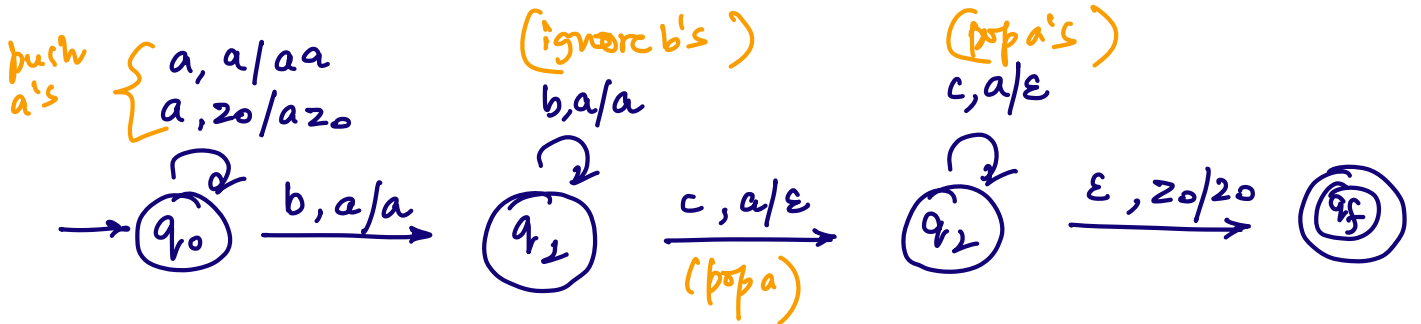 push a's
a, a/aa
a, z0/az0
(ignore b's)
b,a/a
(pop a's)
c,a/ε
q0
b, a/a
q1
c, a/ε
(pop a)
q2
ε, z0/z0
qf